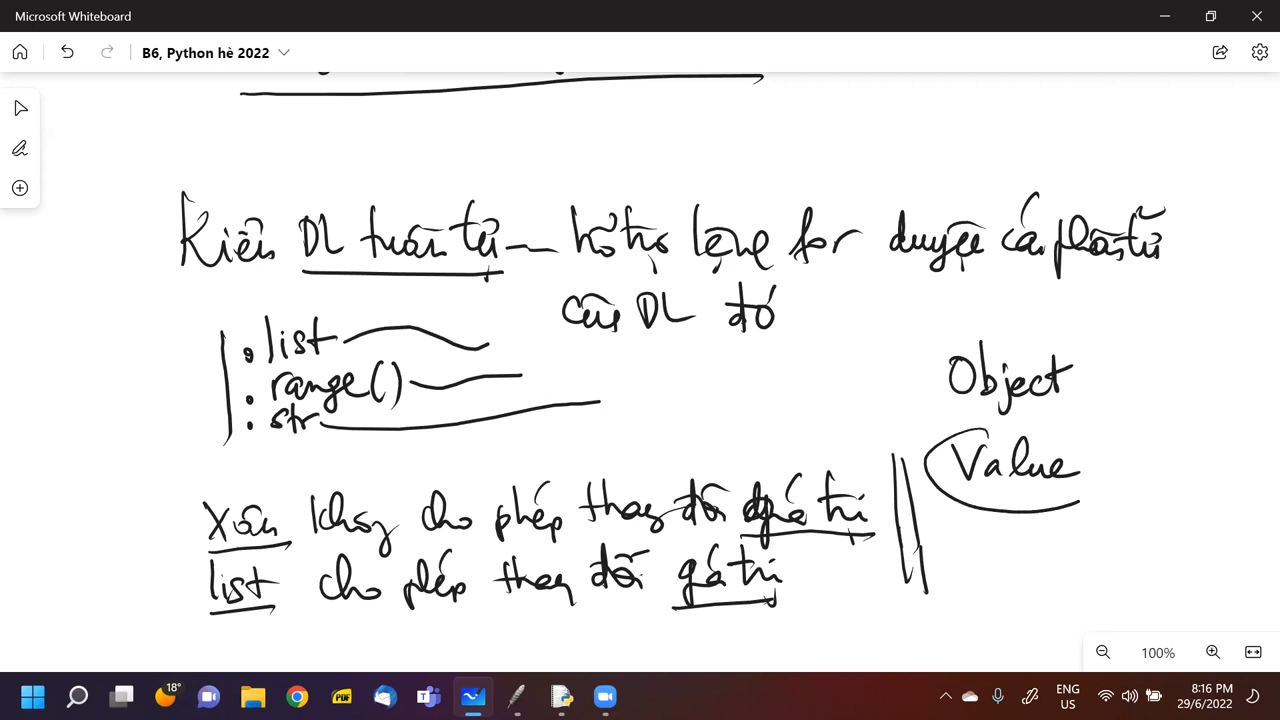 Microsoft Whiteboard
B6, Python hè 2022
Kiểu DL tuần tự — hỗ trợ lệnh for duyệt các phần tử
của DL đó
. list
. range()
. str
Object
Value
Xâu không cho phép thay đổi giá trị
list cho phép thay đổi giá trị
100%
18°
ENG
US
8:16 PM
29/6/2022